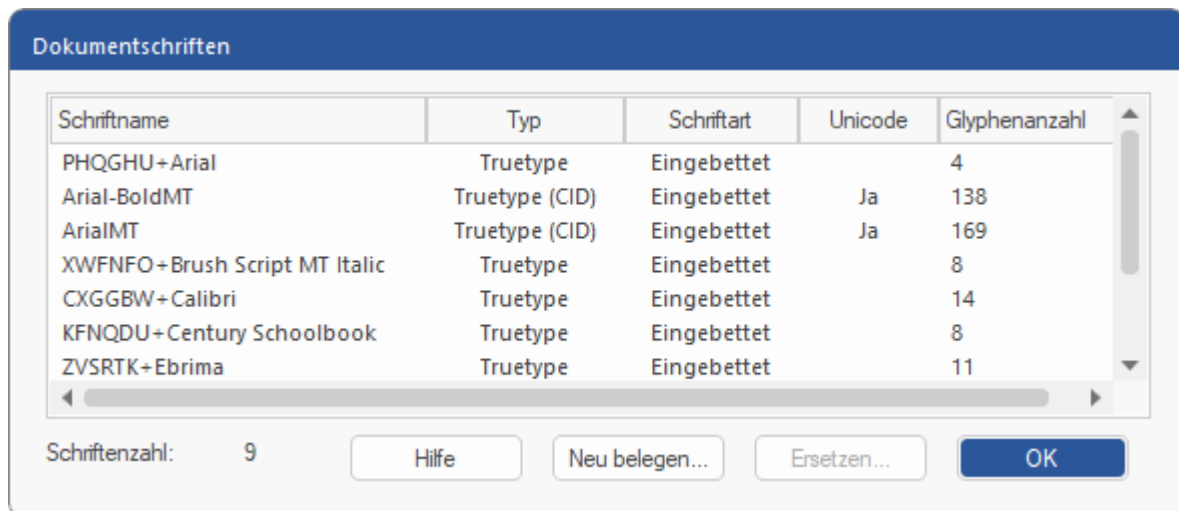 Dokumentschriften
Schriftname Typ Schriftart Unicode Glyphenanzahl
PHQGHU+Arial Truetype Eingebettet 4
Arial-BoldMT Truetype (CID) Eingebettet Ja 138
ArialMT Truetype (CID) Eingebettet Ja 169
XWFNFO+Brush Script MT Italic Truetype Eingebettet 8
CXGGBW+Calibri Truetype Eingebettet 14
KFNQDU+Century Schoolbook Truetype Eingebettet 8
ZVSRTK+Ebrima Truetype Eingebettet 11
Schriftenzahl: 9 Hilfe Neu belegen... Ersetzen... OK